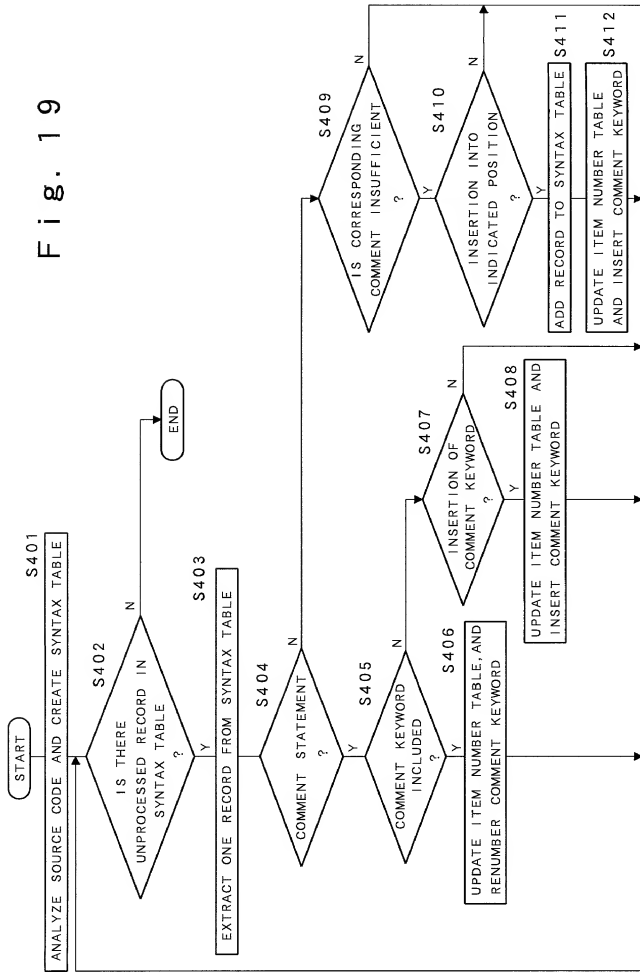 Fig. 19
START
S401
ANALYZE SOURCE CODE AND CREATE SYNTAX TABLE
S402
IS THERE
UNPROCESSED RECORD IN
SYNTAX TABLE
?
N
END
Y
S403
EXTRACT ONE RECORD FROM SYNTAX TABLE
S404
COMMENT STATEMENT
?
N
Y
S405
COMMENT KEYWORD
INCLUDED
?
N
Y
S406
UPDATE ITEM NUMBER TABLE, AND
RENUMBER COMMENT KEYWORD
S407
INSERTION OF
COMMENT KEYWORD
?
N
Y
S408
UPDATE ITEM NUMBER TABLE AND
INSERT COMMENT KEYWORD
S409
IS CORRESPONDING
COMMENT INSUFFICIENT
?
N
Y
S410
INSERTION INTO
INDICATED POSITION
?
N
Y
S411
ADD RECORD TO SYNTAX TABLE
S412
UPDATE ITEM NUMBER TABLE
AND INSERT COMMENT KEYWORD